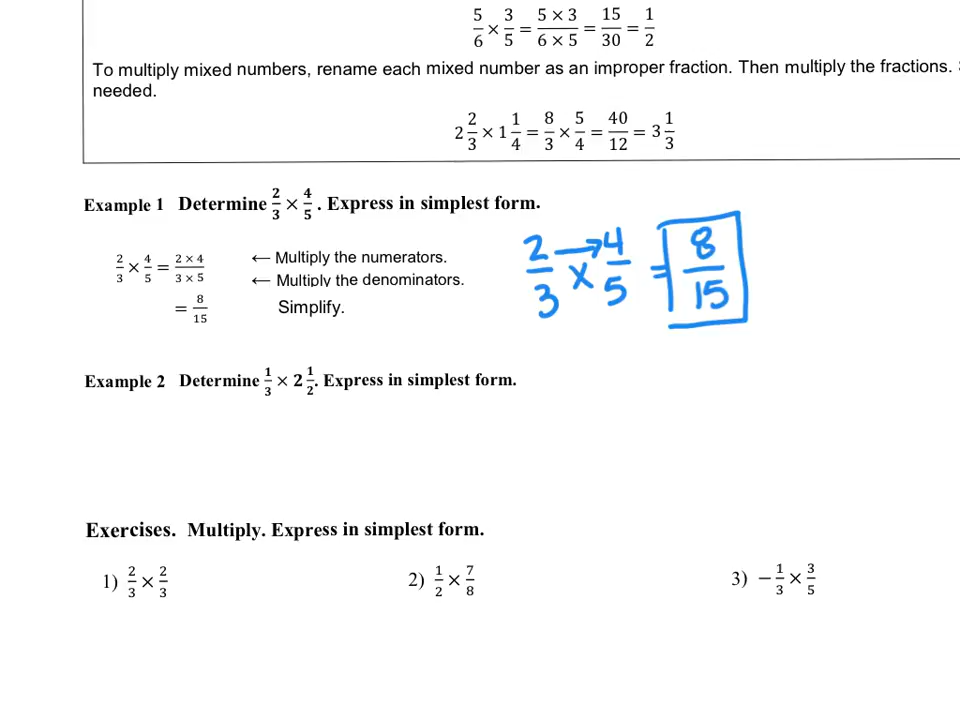 5/6 × 3/5 = (5 × 3)/(6 × 5) = 15/30 = 1/2
To multiply mixed numbers, rename each mixed number as an improper fraction. Then multiply the fractions.
needed.
2 2/3 × 1 1/4 = 8/3 × 5/4 = 40/12 = 3 1/3
Example 1 Determine 2/3 × 4/5 . Express in simplest form.
2/3 × 4/5 = (2 × 4)/(3 × 5) ← Multiply the numerators.
← Multiply the denominators.
= 8/15 Simplify.
2/3 × 4/5 = 8/15
Example 2 Determine 1/3 × 2 1/2. Express in simplest form.
Exercises. Multiply. Express in simplest form.
1) 2/3 × 2/3 2) 1/2 × 7/8 3) −1/3 × 3/5